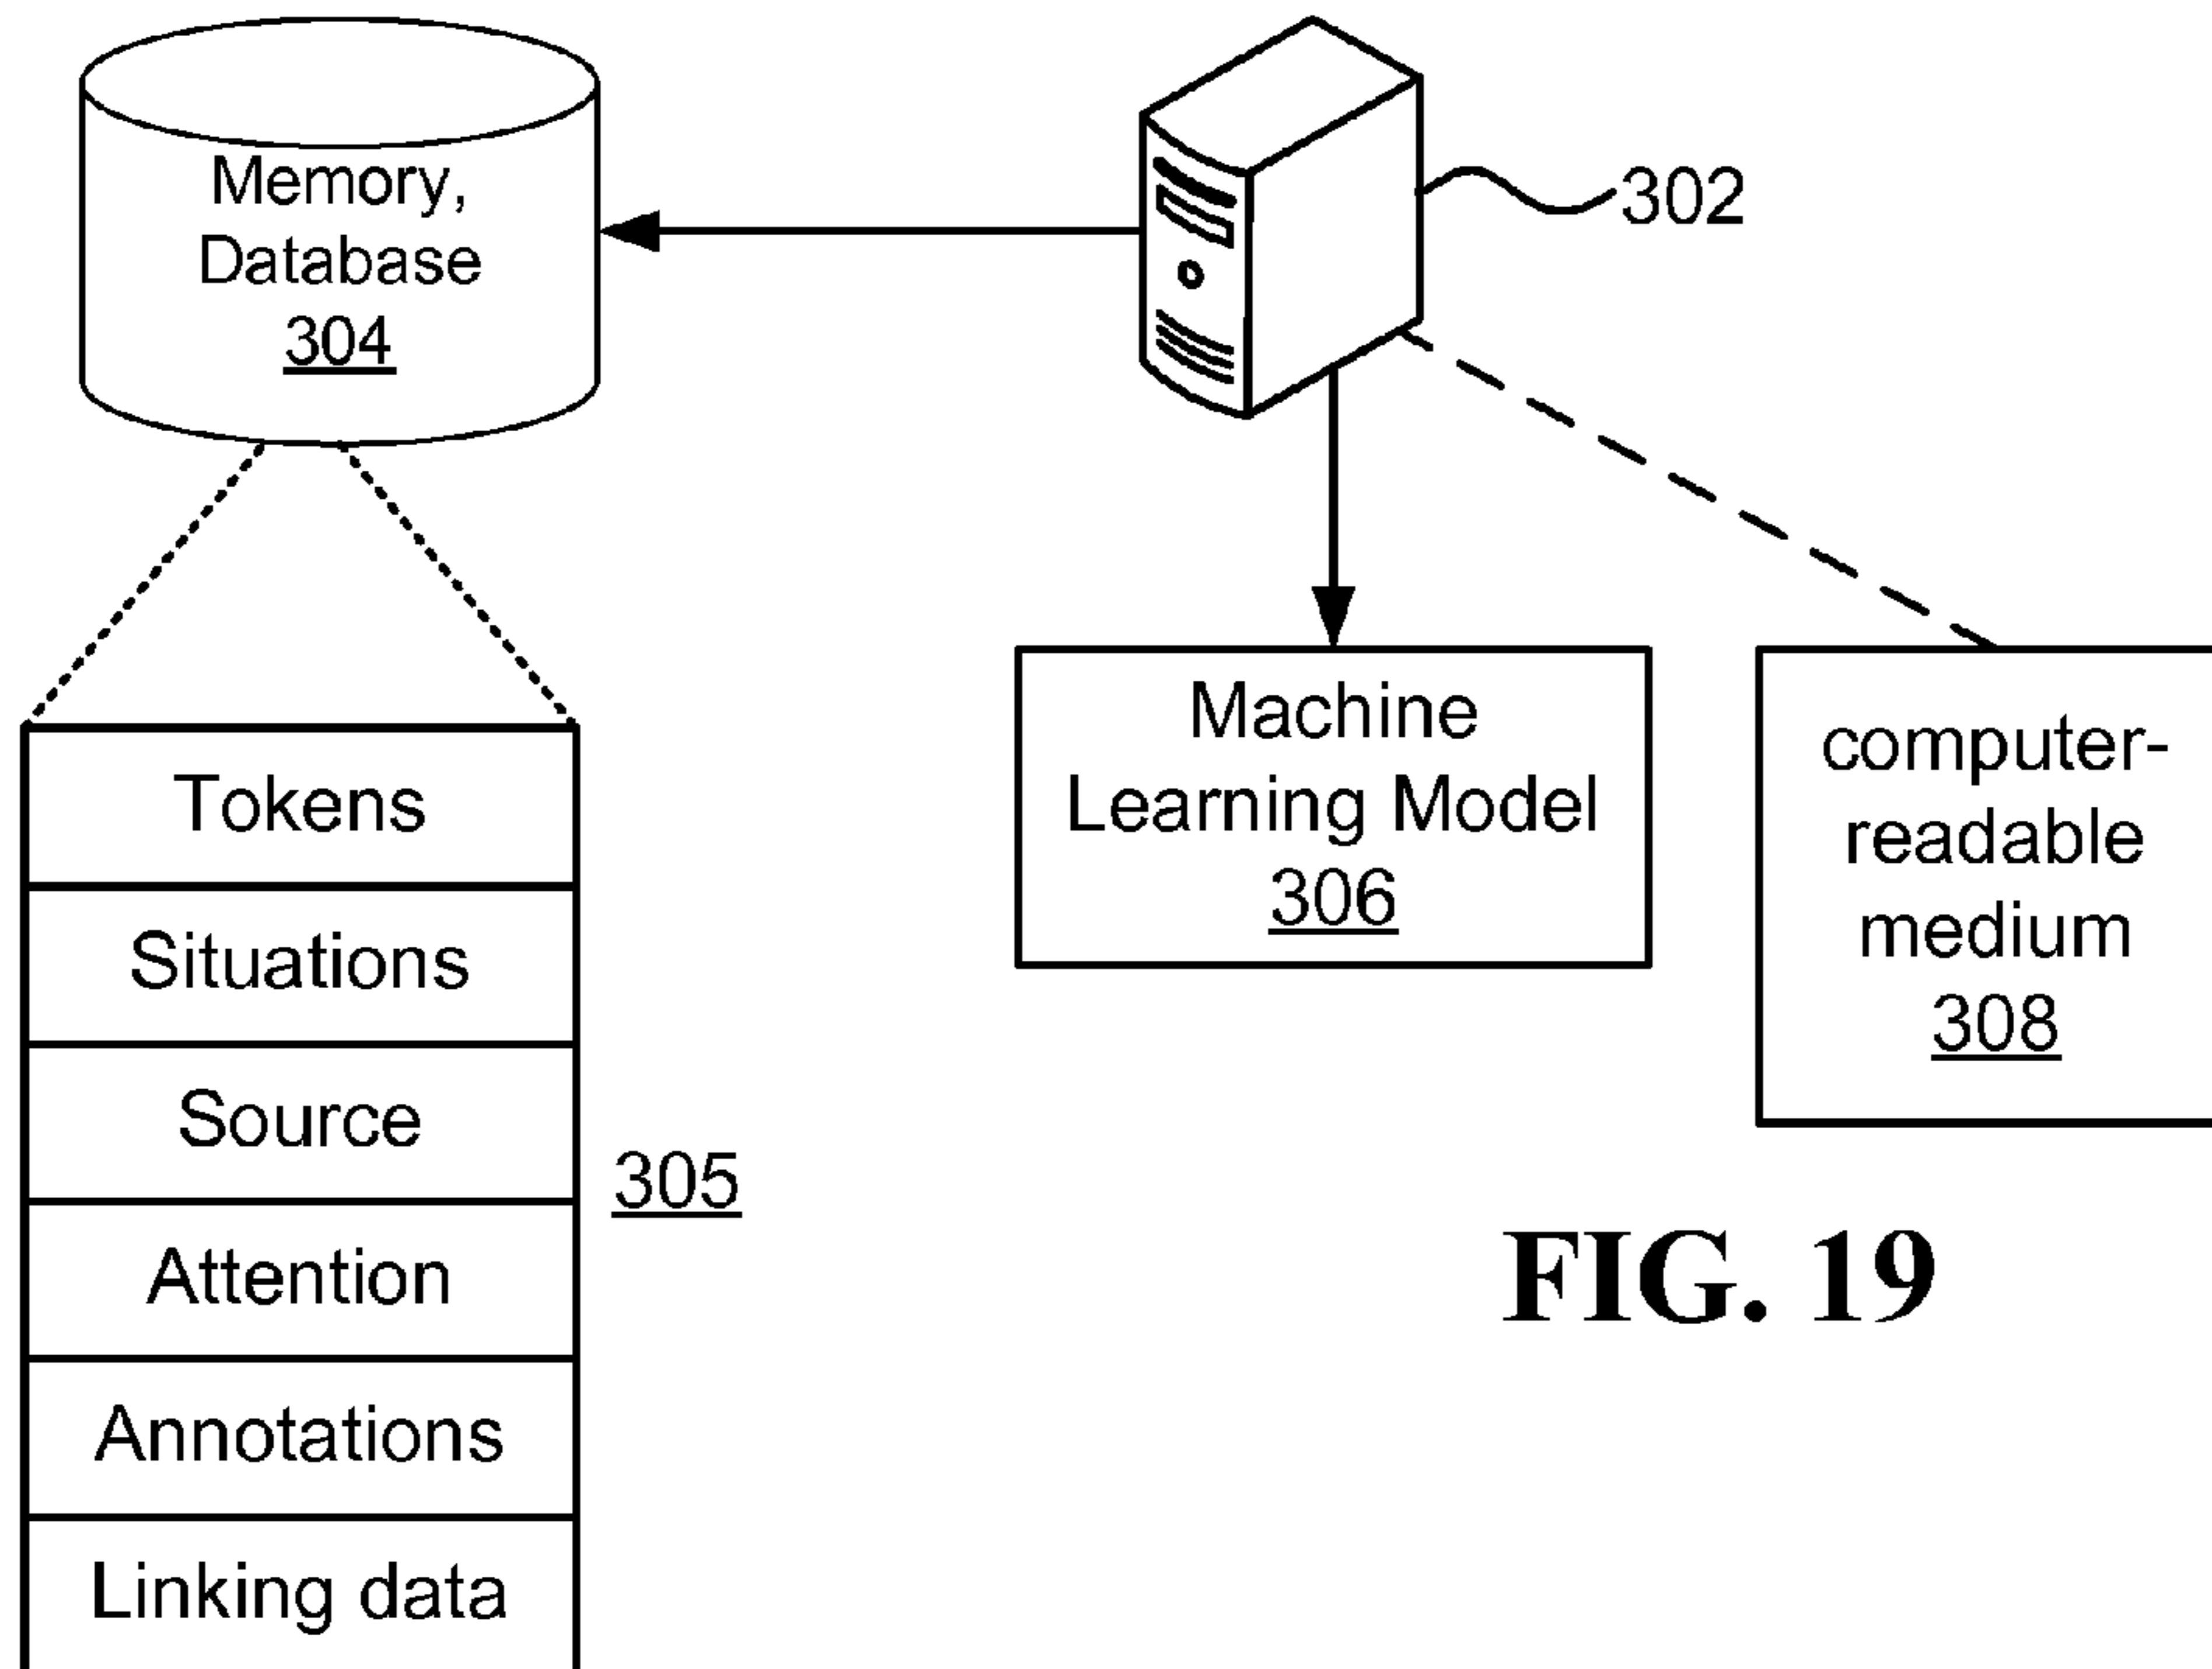 Memory,
Database
304
302
Machine
Learning Model
306
computer-
readable
medium
308
Tokens
Situations
Source
Attention
Annotations
Linking data
305
FIG. 19